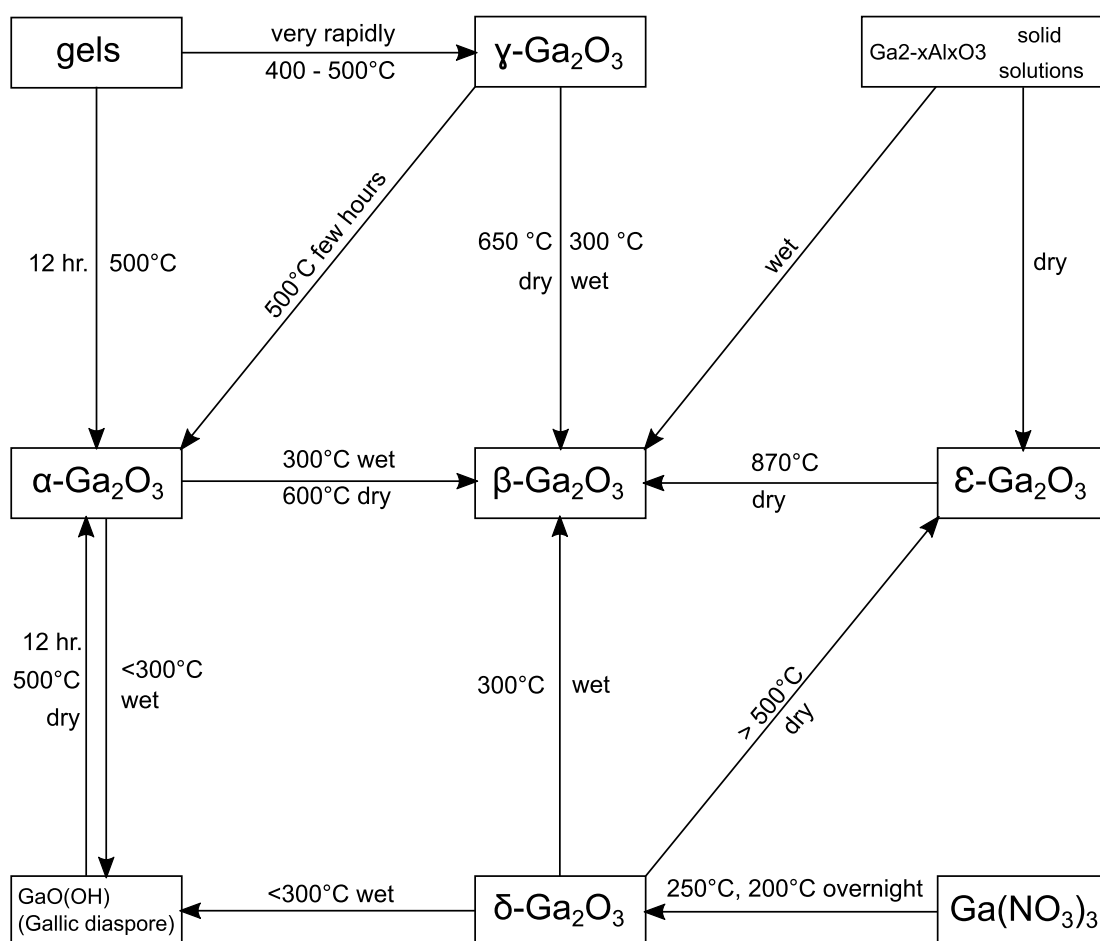 gels
very rapidly
400 - 500°C
γ-Ga₂O₃
Ga2-xAlxO3
solid
solutions
12 hr.
500°C
500°C few hours
650 °C
dry
300 °C
wet
wet
dry
α-Ga₂O₃
300°C wet
600°C dry
β-Ga₂O₃
870°C
dry
Ɛ-Ga₂O₃
12 hr.
500°C
dry
<300°C
wet
300°C
wet
> 500°C
dry
GaO(OH)
(Gallic diaspore)
<300°C wet
δ-Ga₂O₃
250°C, 200°C overnight
Ga(NO₃)₃